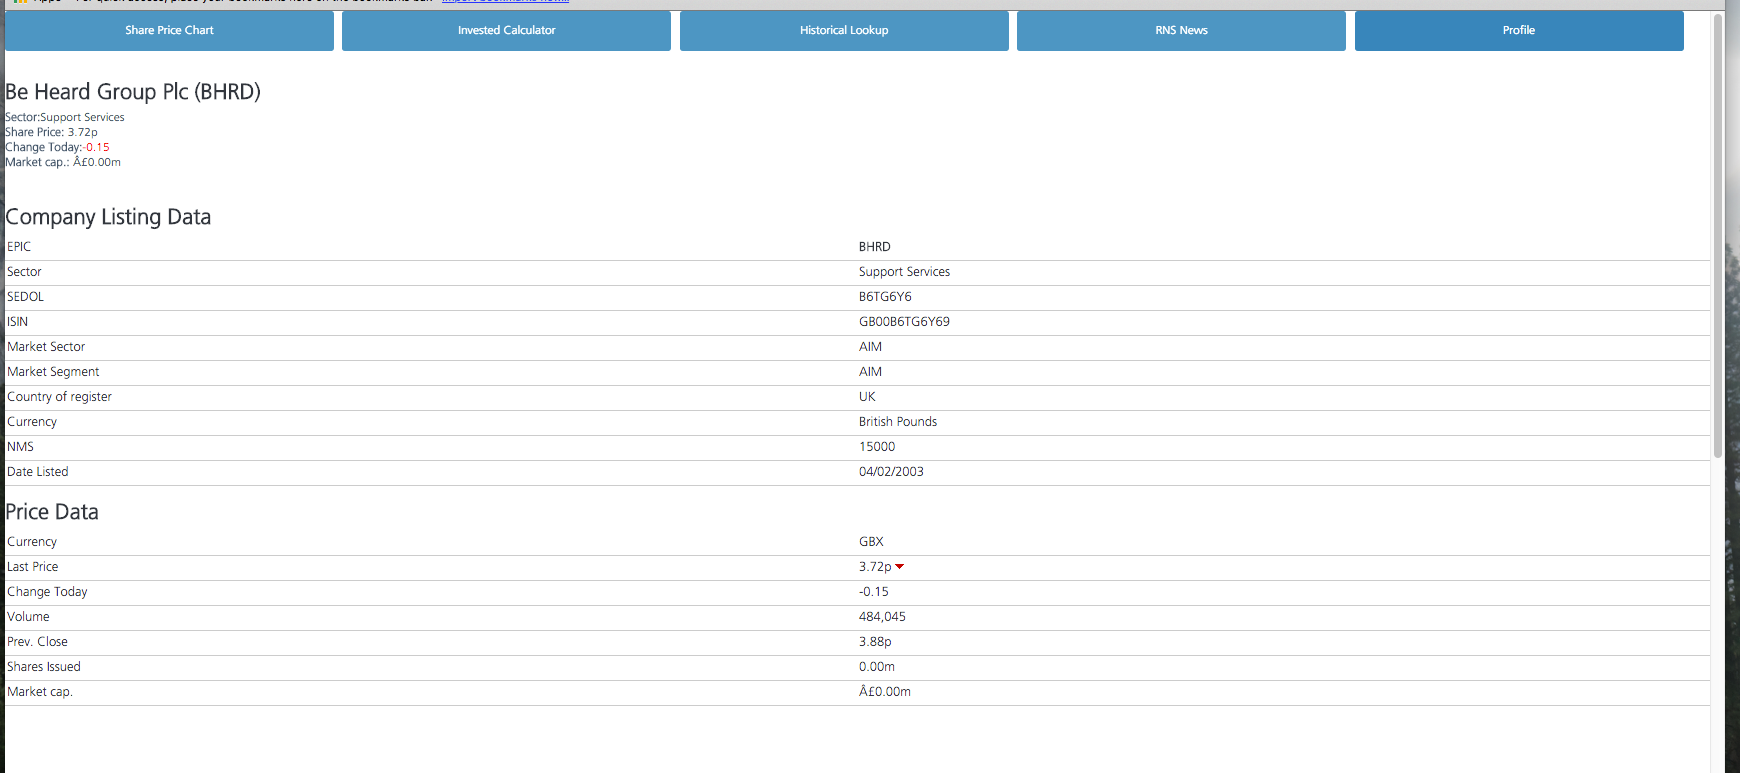 Share Price Chart Invested Calculator Historical Lookup RNS News Profile
Be Heard Group Plc (BHRD)
Sector:Support Services
Share Price: 3.72p
Change Today:-0.15
Market cap.: Â£0.00m
Company Listing Data
EPIC BHRD
Sector Support Services
SEDOL B6TG6Y6
ISIN GB00B6TG6Y69
Market Sector AIM
Market Segment AIM
Country of register UK
Currency British Pounds
NMS 15000
Date Listed 04/02/2003
Price Data
Currency GBX
Last Price 3.72p
Change Today -0.15
Volume 484,045
Prev. Close 3.88p
Shares Issued 0.00m
Market cap. Â£0.00m